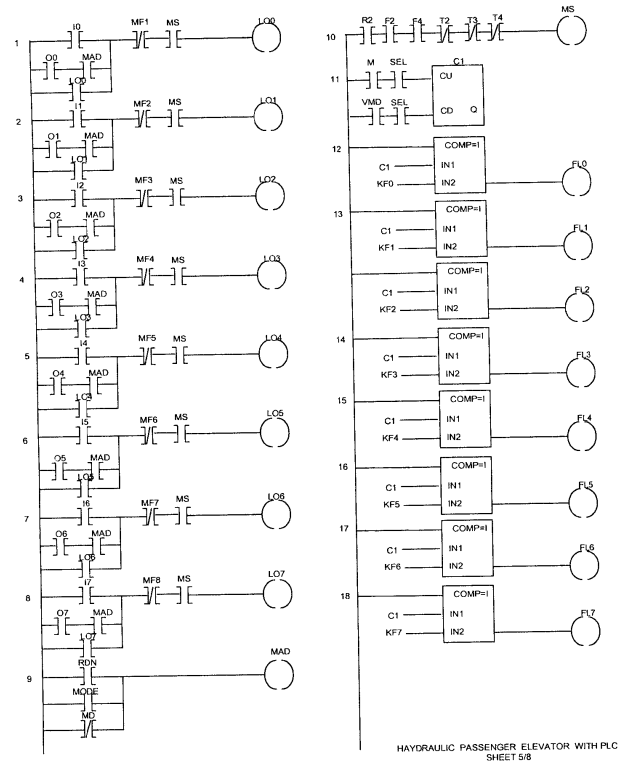 I0 MF1 MS LO0
1
O0 MAD
LO0
I1 MF2 MS LO1
2
O1 MAD
LO1
I2 MF3 MS LO2
3
O2 MAD
LO2
I3 MF4 MS LO3
4
O3 MAD
LO3
I4 MF5 MS LO4
5
O4 MAD
LO4
I5 MF6 MS LO5
6
O5 MAD
LO5
I6 MF7 MS LO6
7
O6 MAD
LO6
I7 MF8 MS LO7
8
O7 MAD
LO7
RDN MAD
9
MODE
MD
R2 F2 F4 T2 T3 T4 MS
10
M SEL C1
11 CU
VMD SEL
CD Q
12 COMP=I
C1 IN1 FL0
KF0 IN2
13 COMP=I
C1 IN1 FL1
KF1 IN2
COMP=I
C1 IN1 FL2
KF2 IN2
14 COMP=I
C1 IN1 FL3
KF3 IN2
15 COMP=I
C1 IN1 FL4
KF4 IN2
16 COMP=I
C1 IN1 FL5
KF5 IN2
17 COMP=I
C1 IN1 FL6
KF6 IN2
18 COMP=I
C1 IN1 FL7
KF7 IN2
HAYDRAULIC PASSENGER ELEVATOR WITH PLC
SHEET 5/8